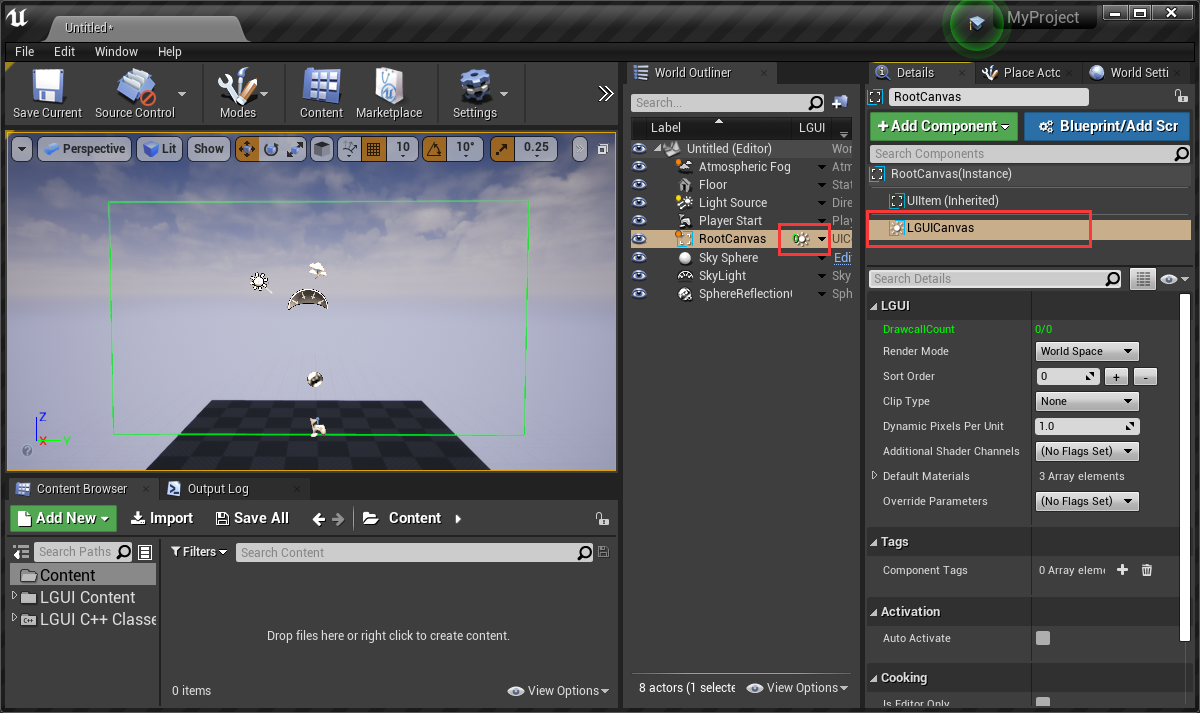 Untitled*
MyProject
File Edit Window Help
Save Current
Source Control
Modes
Content
Marketplace
Settings
Perspective
Lit
Show
10
10°
0.25
Z
X
Y
Content Browser
Output Log
Add New
Import
Save All
Content
Search Paths
Filters
Search Content
Content
LGUI Content
LGUI C++ Classe
Drop files here or right click to create content.
0 items
View Options
World Outliner
Search...
Label LGUI
Untitled (Editor) Wor
Atmospheric Fog Atm
Floor Stat
Light Source Dire
Player Start Play
RootCanvas 0 UIC
Sky Sphere Edi
SkyLight Sky
SphereReflection Sph
8 actors (1 selecte
View Options
Details
Place Actc
World Setti
RootCanvas
+Add Component
Blueprint/Add Scr
Search Components
RootCanvas(Instance)
UIItem (Inherited)
LGUICanvas
Search Details
LGUI
DrawcallCount 0/0
Render Mode World Space
Sort Order 0 + -
Clip Type None
Dynamic Pixels Per Unit 1.0
Additional Shader Channels (No Flags Set)
Default Materials 3 Array elements
Override Parameters (No Flags Set)
Tags
Component Tags 0 Array eleme
Activation
Auto Activate
Cooking
Is Editor Only